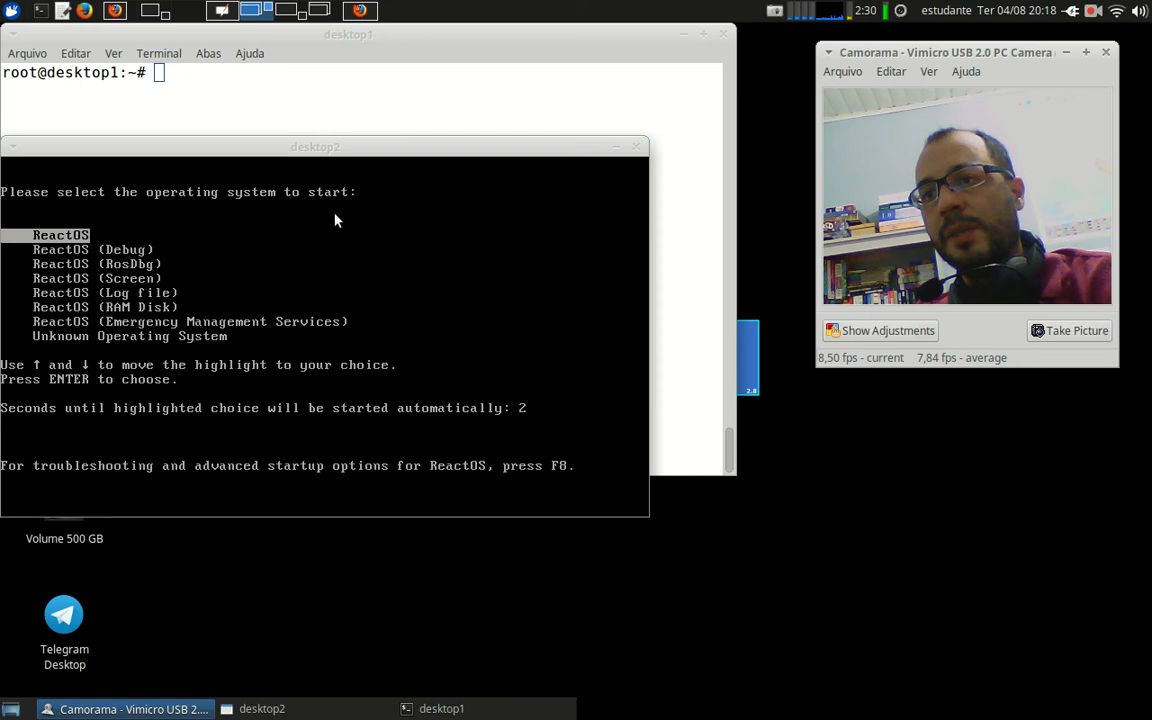 2:30
estudante Ter 04/08 20:18
desktop1
Arquivo Editar Ver Terminal Abas Ajuda
root@desktop1:~#
desktop2
Please select the operating system to start:
ReactOS
ReactOS (Debug)
ReactOS (RosDbg)
ReactOS (Screen)
ReactOS (Log file)
ReactOS (RAM Disk)
ReactOS (Emergency Management Services)
Unknown Operating System
Use ↑ and ↓ to move the highlight to your choice.
Press ENTER to choose.
Seconds until highlighted choice will be started automatically: 2
For troubleshooting and advanced startup options for ReactOS, press F8.
Camorama - Vimicro USB 2.0 PC Camera
Arquivo Editar Ver Ajuda
Show Adjustments
Take Picture
8,50 fps - current 7,84 fps - average
2.8
Volume 500 GB
Telegram
Desktop
Camorama - Vimicro USB 2....
desktop2
desktop1